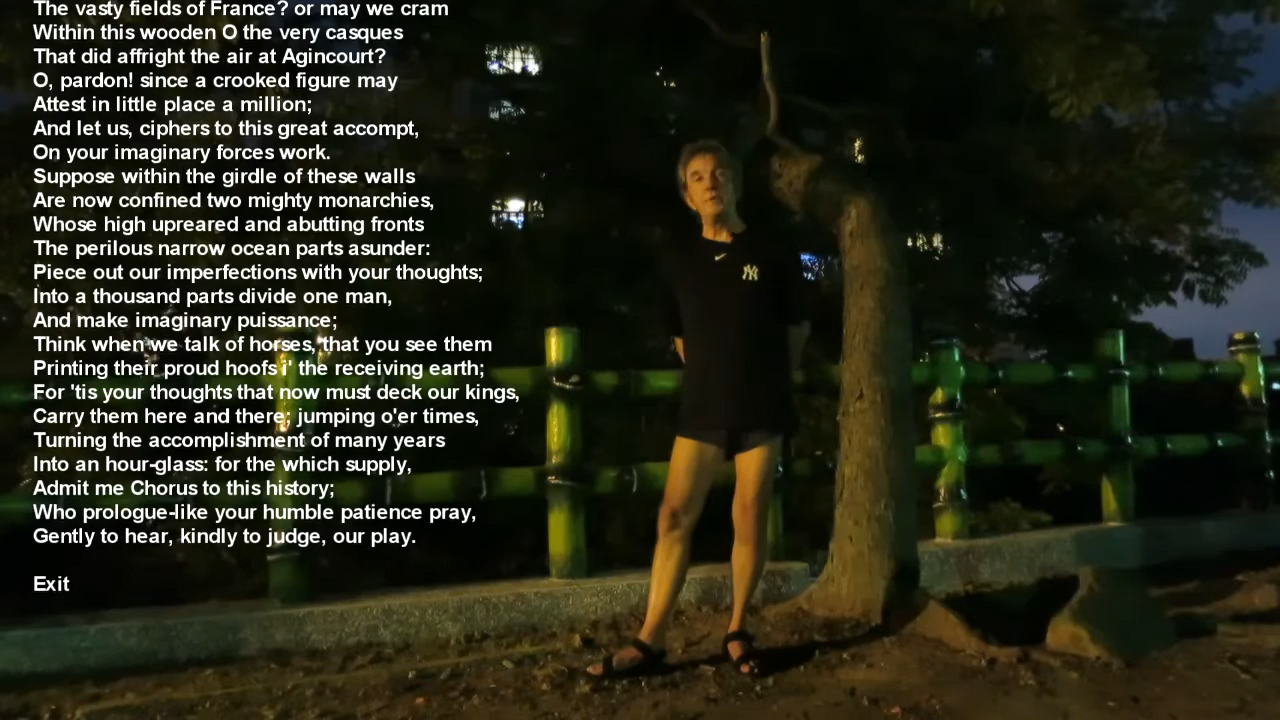 The vasty fields of France? or may we cram
Within this wooden O the very casques
That did affright the air at Agincourt?
O, pardon! since a crooked figure may
Attest in little place a million;
And let us, ciphers to this great accompt,
On your imaginary forces work.
Suppose within the girdle of these walls
Are now confined two mighty monarchies,
Whose high upreared and abutting fronts
The perilous narrow ocean parts asunder:
Piece out our imperfections with your thoughts;
Into a thousand parts divide one man,
And make imaginary puissance;
Think when we talk of horses, that you see them
Printing their proud hoofs i' the receiving earth;
For 'tis your thoughts that now must deck our kings,
Carry them here and there; jumping o'er times,
Turning the accomplishment of many years
Into an hour-glass: for the which supply,
Admit me Chorus to this history;
Who prologue-like your humble patience pray,
Gently to hear, kindly to judge, our play.
Exit
NY